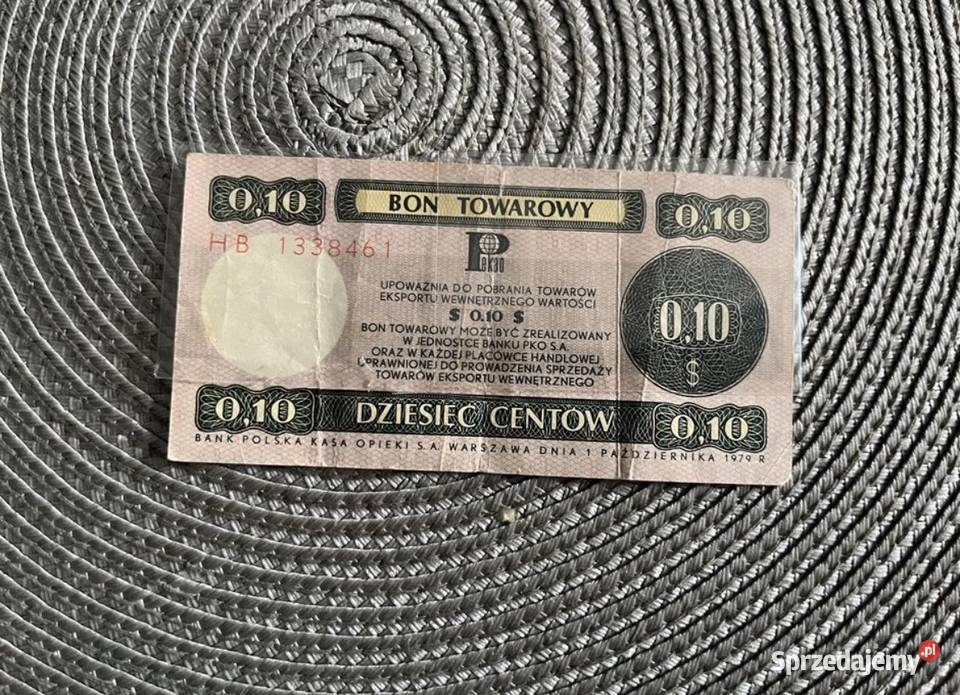 0,10 BON TOWAROWY 0,10
HB 1338461
PeKaO
UPOWAŻNIA DO POBRANIA TOWARÓW
EKSPORTU WEWNĘTRZNEGO WARTOŚCI
$ 0.10 $
BON TOWAROWY MOŻE BYĆ ZREALIZOWANY
W JEDNOSTCE BANKU PKO S.A.
ORAZ W KAŻDEJ PLACÓWCE HANDLOWEJ
UPRAWNIONEJ DO PROWADZENIA SPRZEDAŻY
TOWARÓW EKSPORTU WEWNĘTRZNEGO
0,10
$
0,10 DZIESIĘĆ CENTÓW 0,10
BANK POLSKA KASA OPIEKI S.A. WARSZAWA DNIA 1 PAŹDZIERNIKA 1979 R
Sprzedajemy.pl